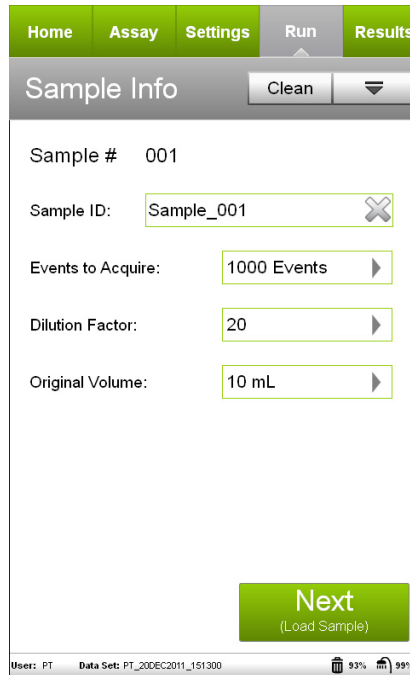 Home Assay Settings Run Results
Sample Info Clean
Sample # 001
Sample ID: Sample_001
Events to Acquire: 1000 Events
Dilution Factor: 20
Original Volume: 10 mL
Next
(Load Sample)
User: PT Data Set: PT_20DEC2011_151300 93% 99%